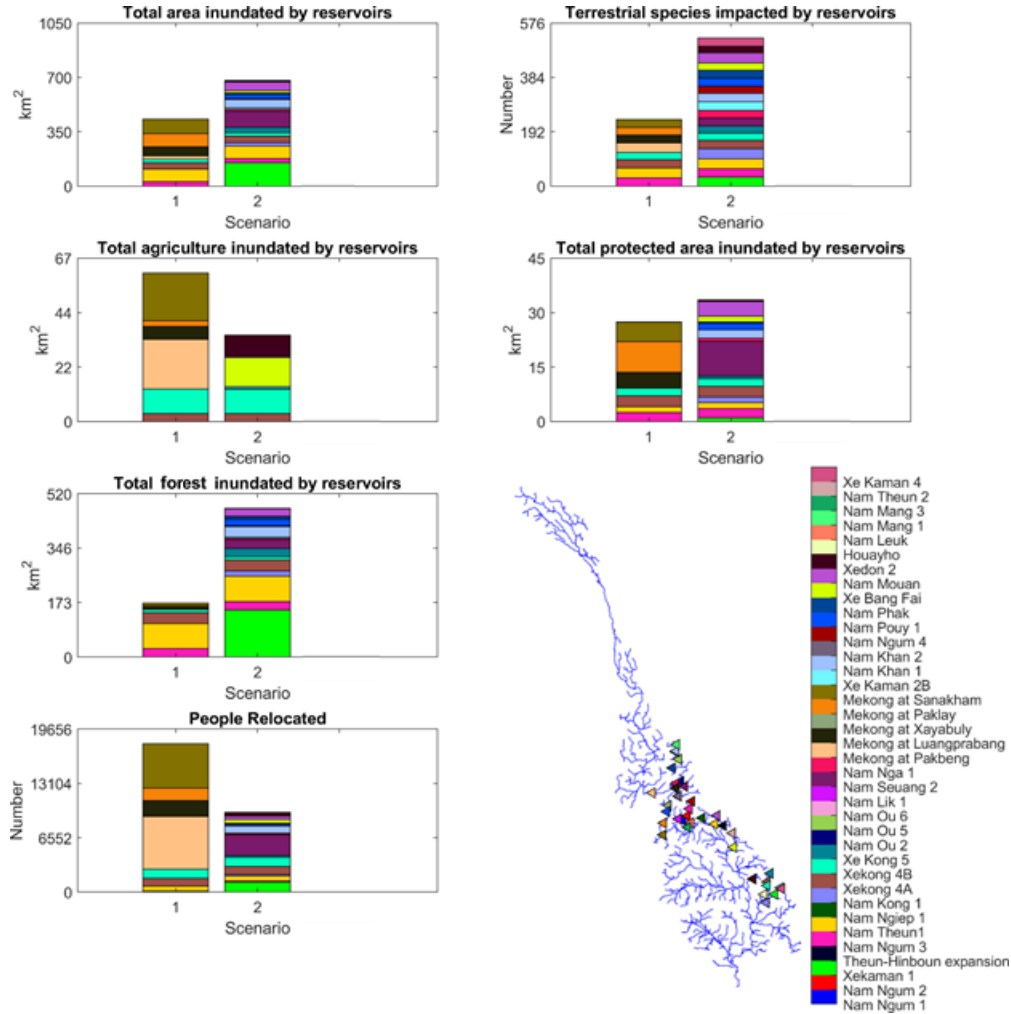 Total area inundated by reservoirs
1050
700
350
0
km²
1 2
Scenario
Terrestrial species impacted by reservoirs
576
384
192
0
Number
1 2
Scenario
Total agriculture inundated by reservoirs
67
44
22
0
km²
1 2
Scenario
Total protected area inundated by reservoirs
45
30
15
0
km²
1 2
Scenario
Total forest inundated by reservoirs
520
346
173
0
km²
1 2
Scenario
People Relocated
19656
13104
6552
0
Number
1 2
Scenario
Xe Kaman 4
Nam Theun 2
Nam Mang 3
Nam Mang 1
Nam Leuk
Houayho
Xedon 2
Nam Mouan
Xe Bang Fai
Nam Phak
Nam Pouy 1
Nam Ngum 4
Nam Khan 2
Nam Khan 1
Xe Kaman 2B
Mekong at Sanakham
Mekong at Paklay
Mekong at Xayabuly
Mekong at Luangprabang
Mekong at Pakbeng
Nam Nga 1
Nam Seuang 2
Nam Lik 1
Nam Ou 6
Nam Ou 5
Nam Ou 2
Xe Kong 5
Xekong 4B
Xekong 4A
Nam Kong 1
Nam Ngiep 1
Nam Theun1
Nam Ngum 3
Theun-Hinboun expansion
Xekaman 1
Nam Ngum 2
Nam Ngum 1